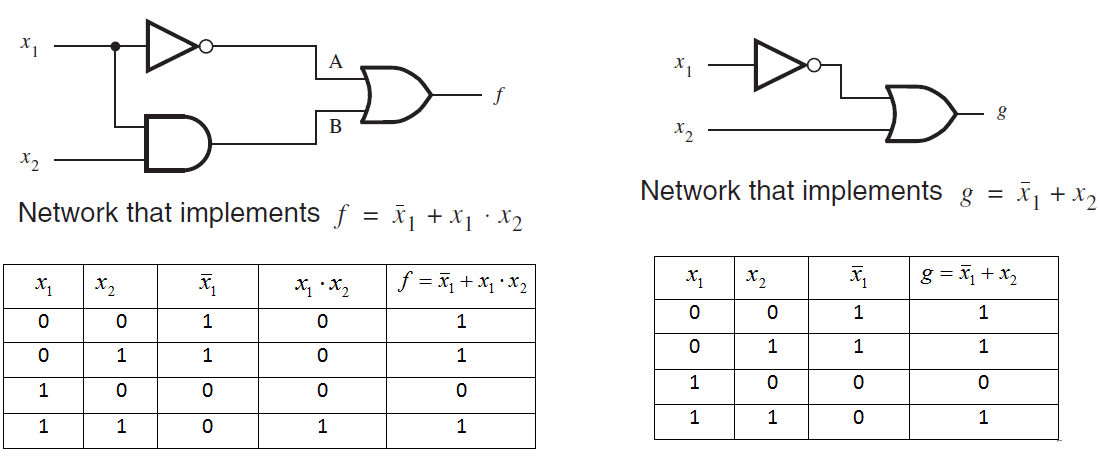 x₁
A
f
B
x₂
Network that implements f = x̄₁ + x₁ · x₂
x₁ x₂ x̄₁ x₁ · x₂ f = x̄₁ + x₁ · x₂
0 0 1 0 1
0 1 1 0 1
1 0 0 0 0
1 1 0 1 1
x₁
g
x₂
Network that implements g = x̄₁ + x₂
x₁ x₂ x̄₁ g = x̄₁ + x₂
0 0 1 1
0 1 1 1
1 0 0 0
1 1 0 1